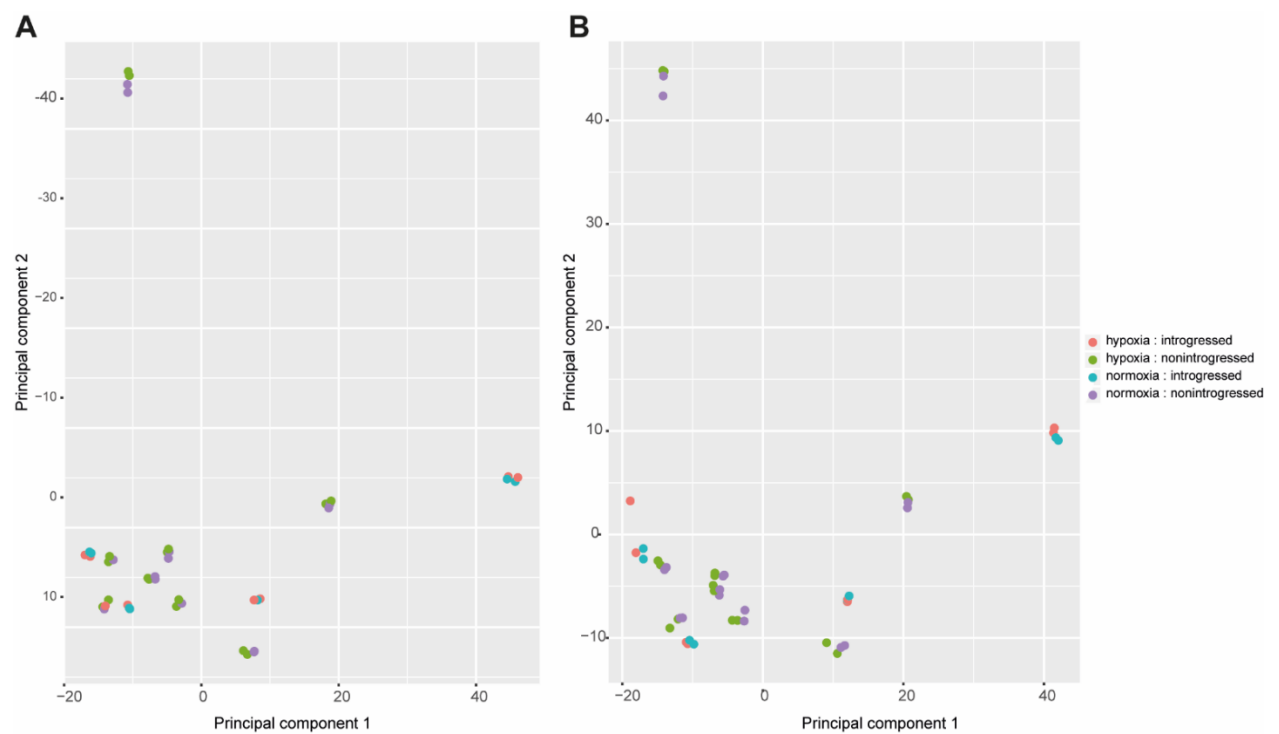 A
B
-40
-30
-20
-10
0
10
Principal component 2
−20
0
20
40
Principal component 1
40
30
20
10
0
−10
Principal component 2
−20
0
20
40
Principal component 1
hypoxia : introgressed
hypoxia : nonintrogressed
normoxia : introgressed
normoxia : nonintrogressed